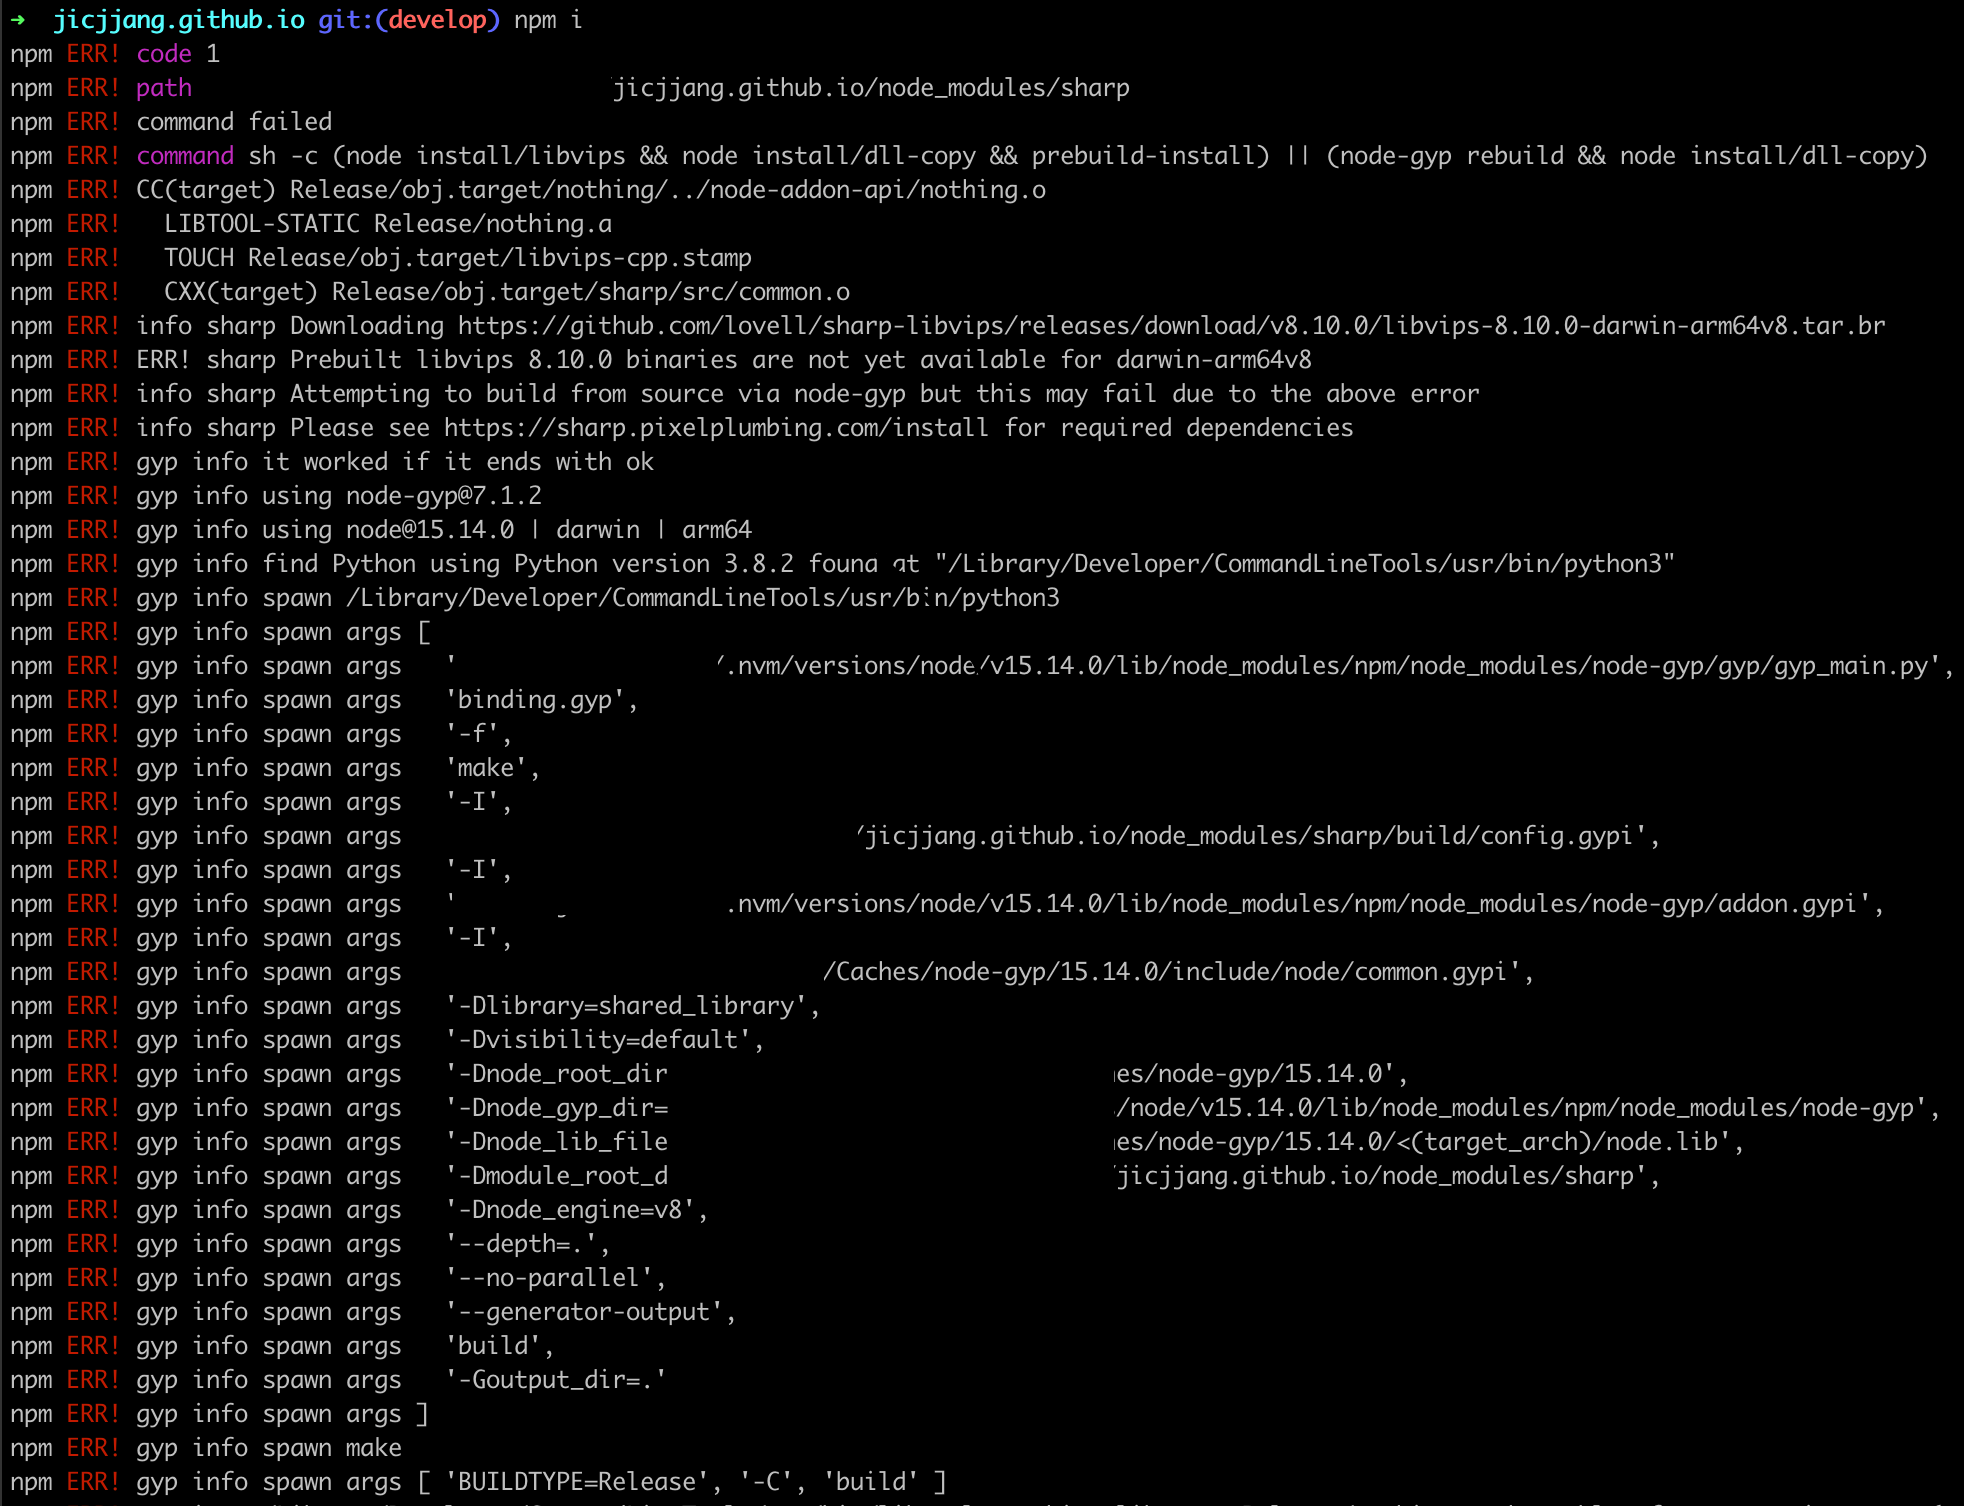 ➜ jicjjang.github.io git:(develop) npm i
npm ERR! code 1
npm ERR! path jicjjang.github.io/node_modules/sharp
npm ERR! command failed
npm ERR! command sh -c (node install/libvips && node install/dll-copy && prebuild-install) || (node-gyp rebuild && node install/dll-copy)
npm ERR! CC(target) Release/obj.target/nothing/../node-addon-api/nothing.o
npm ERR!   LIBTOOL-STATIC Release/nothing.a
npm ERR!   TOUCH Release/obj.target/libvips-cpp.stamp
npm ERR!   CXX(target) Release/obj.target/sharp/src/common.o
npm ERR! info sharp Downloading https://github.com/lovell/sharp-libvips/releases/download/v8.10.0/libvips-8.10.0-darwin-arm64v8.tar.br
npm ERR! ERR! sharp Prebuilt libvips 8.10.0 binaries are not yet available for darwin-arm64v8
npm ERR! info sharp Attempting to build from source via node-gyp but this may fail due to the above error
npm ERR! info sharp Please see https://sharp.pixelplumbing.com/install for required dependencies
npm ERR! gyp info it worked if it ends with ok
npm ERR! gyp info using node-gyp@7.1.2
npm ERR! gyp info using node@15.14.0 | darwin | arm64
npm ERR! gyp info find Python using Python version 3.8.2 found at "/Library/Developer/CommandLineTools/usr/bin/python3"
npm ERR! gyp info spawn /Library/Developer/CommandLineTools/usr/bin/python3
npm ERR! gyp info spawn args [
npm ERR! gyp info spawn args   ' /.nvm/versions/node/v15.14.0/lib/node_modules/npm/node_modules/node-gyp/gyp/gyp_main.py',
npm ERR! gyp info spawn args   'binding.gyp',
npm ERR! gyp info spawn args   '-f',
npm ERR! gyp info spawn args   'make',
npm ERR! gyp info spawn args   '-I',
npm ERR! gyp info spawn args   /jicjjang.github.io/node_modules/sharp/build/config.gypi',
npm ERR! gyp info spawn args   '-I',
npm ERR! gyp info spawn args   ' .nvm/versions/node/v15.14.0/lib/node_modules/npm/node_modules/node-gyp/addon.gypi',
npm ERR! gyp info spawn args   '-I',
npm ERR! gyp info spawn args   /Caches/node-gyp/15.14.0/include/node/common.gypi',
npm ERR! gyp info spawn args   '-Dlibrary=shared_library',
npm ERR! gyp info spawn args   '-Dvisibility=default',
npm ERR! gyp info spawn args   '-Dnode_root_dir es/node-gyp/15.14.0',
npm ERR! gyp info spawn args   '-Dnode_gyp_dir= /node/v15.14.0/lib/node_modules/npm/node_modules/node-gyp',
npm ERR! gyp info spawn args   '-Dnode_lib_file es/node-gyp/15.14.0/<(target_arch)/node.lib',
npm ERR! gyp info spawn args   '-Dmodule_root_d /jicjjang.github.io/node_modules/sharp',
npm ERR! gyp info spawn args   '-Dnode_engine=v8',
npm ERR! gyp info spawn args   '--depth=.',
npm ERR! gyp info spawn args   '--no-parallel',
npm ERR! gyp info spawn args   '--generator-output',
npm ERR! gyp info spawn args   'build',
npm ERR! gyp info spawn args   '-Goutput_dir=.'
npm ERR! gyp info spawn args ]
npm ERR! gyp info spawn make
npm ERR! gyp info spawn args [ 'BUILDTYPE=Release', '-C', 'build' ]